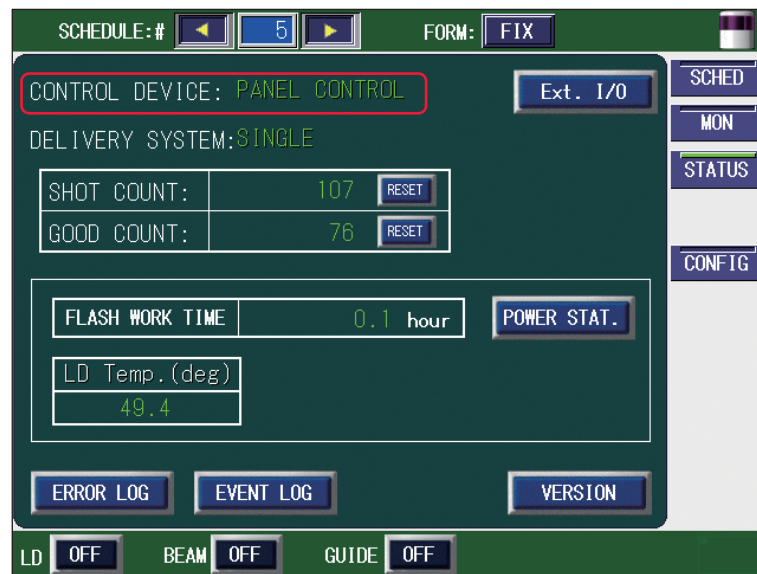 SCHEDULE:# 5 FORM: FIX
CONTROL DEVICE: PANEL CONTROL Ext. I/O
DELIVERY SYSTEM:SINGLE
SHOT COUNT: 107 RESET
GOOD COUNT: 76 RESET
FLASH WORK TIME 0.1 hour POWER STAT.
LD Temp.(deg)
49.4
ERROR LOG EVENT LOG VERSION
SCHED
MON
STATUS
CONFIG
LD OFF BEAM OFF GUIDE OFF